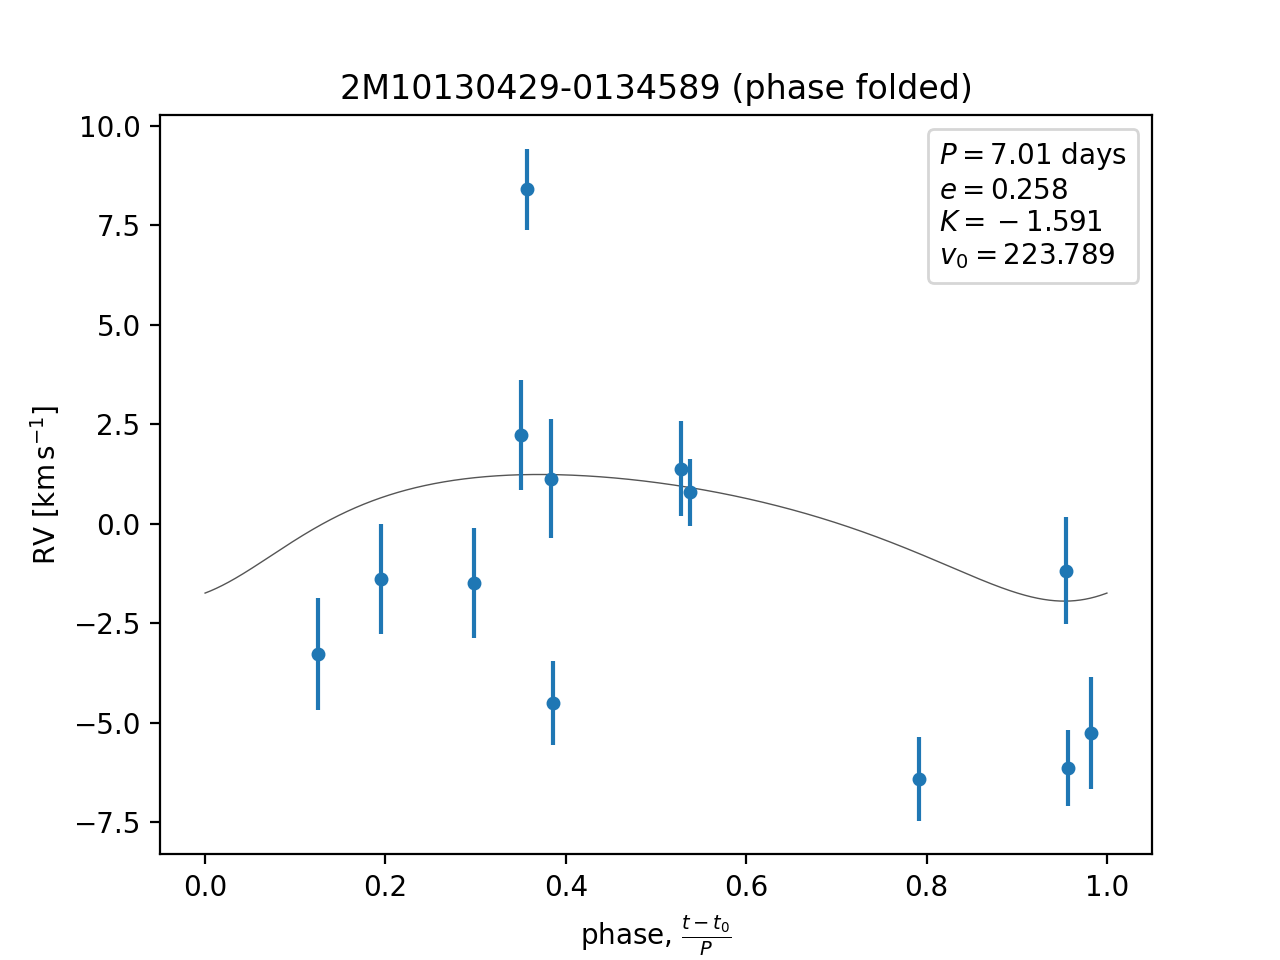 2M10130429-0134589 (phase folded)
P = 7.01 days
e = 0.258
K = −1.591
v₀ = 223.789
RV [km s⁻¹]
10.0
7.5
5.0
2.5
0.0
−2.5
−5.0
−7.5
0.0 0.2 0.4 0.6 0.8 1.0
phase, (t − t₀)/P